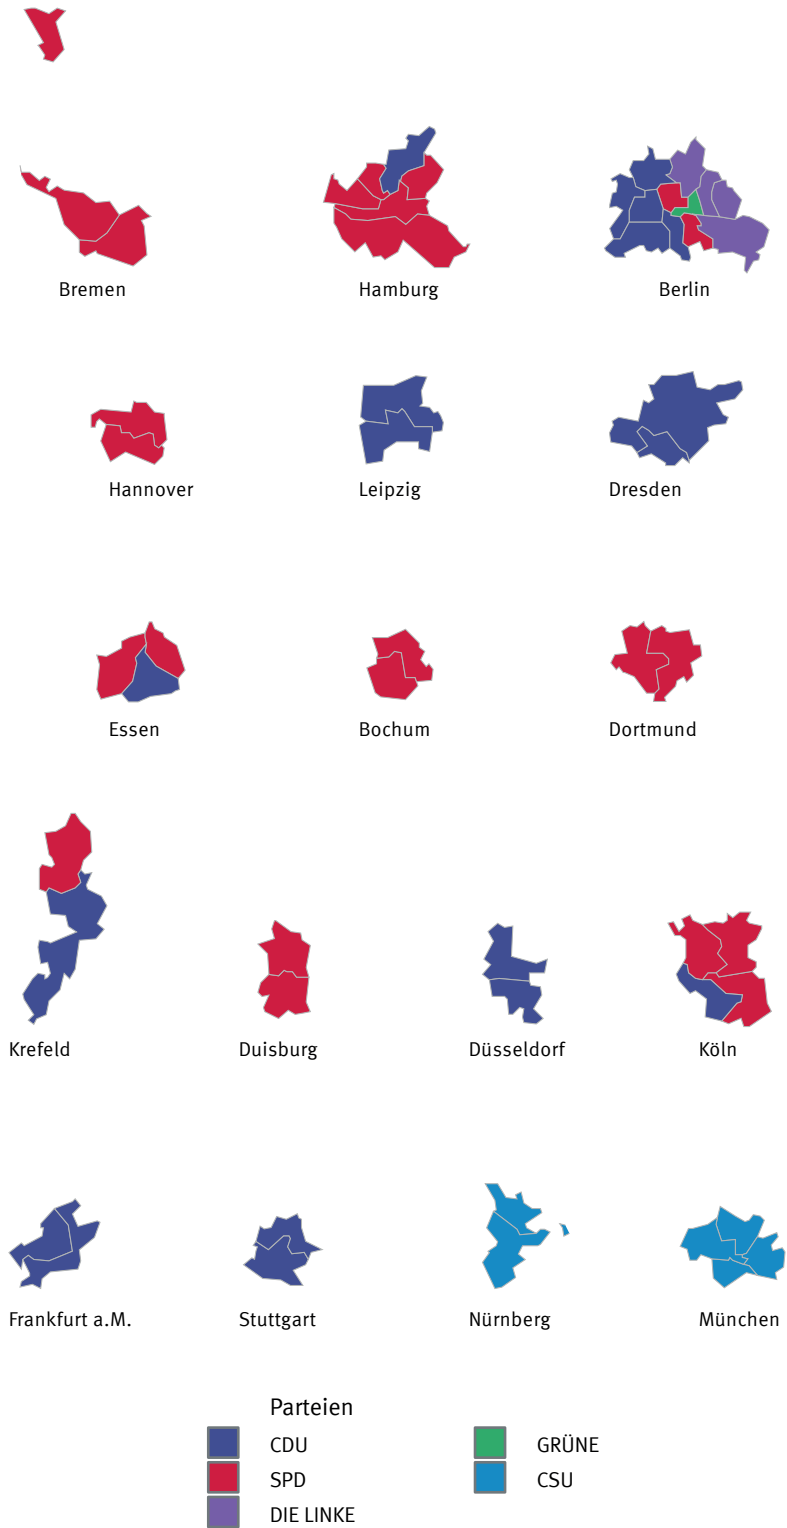 Bremen
Hamburg
Berlin
Hannover
Leipzig
Dresden
Essen
Bochum
Dortmund
Krefeld
Duisburg
Düsseldorf
Köln
Frankfurt a.M.
Stuttgart
Nürnberg
München
Parteien
CDU
GRÜNE
SPD
CSU
DIE LINKE